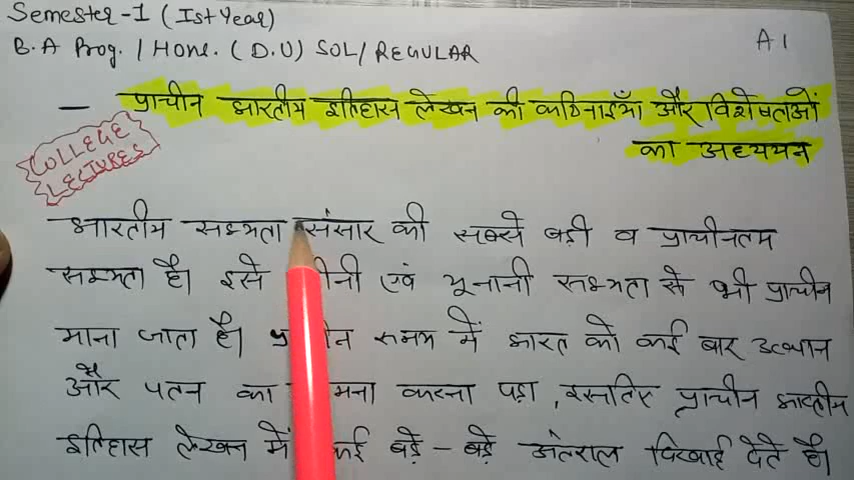 Semester-1 (Ist Year)
B.A Prog. / Hons. (D.U) SOL/REGULAR
A1
— प्राचीन भारतीय इतिहास लेखन की कठिनाइयाँ और विशेषताओं
का अध्ययन
COLLEGE
LECTURES
भारतीय सभ्यता संसार की सबसे बड़ी व प्राचीनतम
सभ्यता है। इसे एवं यूनानी सभ्यता से भी प्राचीन
माना जाता है। समय में भारत को कई बार उत्थान
और पतन का करना पड़ा, इसलिए प्राचीन भारतीय
इतिहास लेखन में कई बड़े - बड़े अंतराल दिखाई देते है।